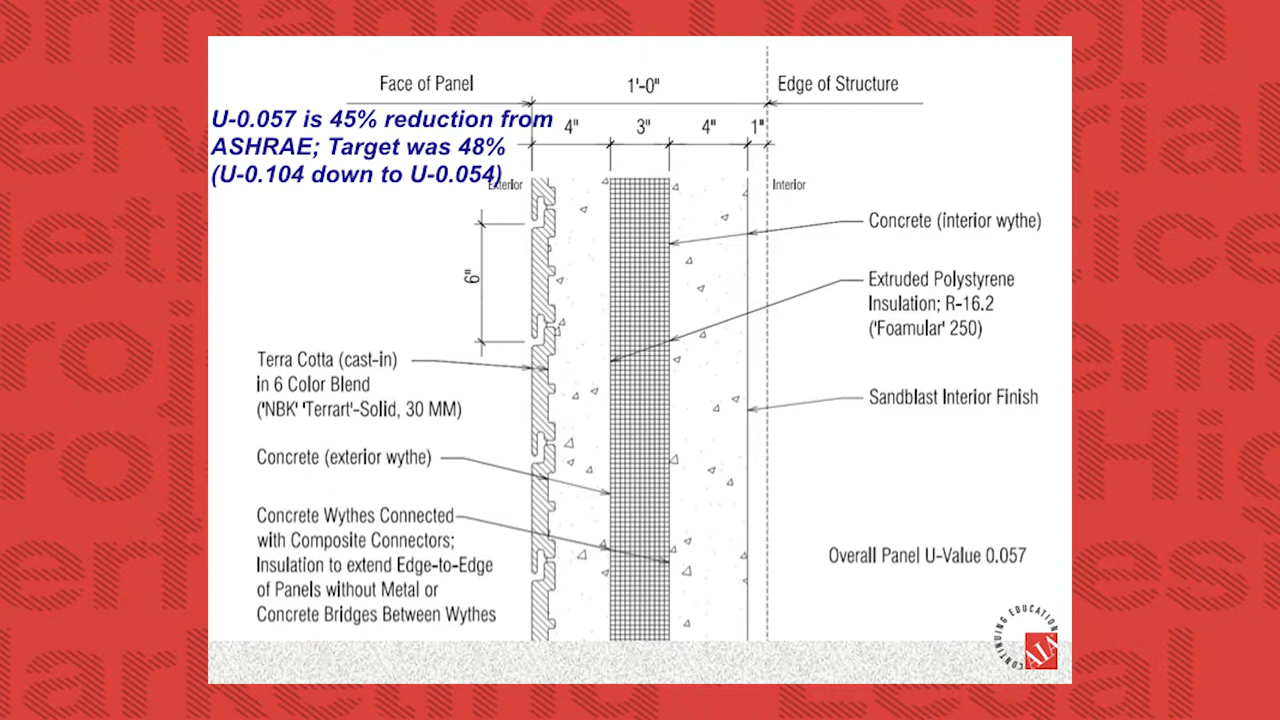 Face of Panel
1'-0"
Edge of Structure
U-0.057 is 45% reduction from
ASHRAE; Target was 48%
(U-0.104 down to U-0.054)
4"
3"
4"
1"
Exterior
Interior
6"
Concrete (interior wythe)
Extruded Polystyrene
Insulation; R-16.2
('Foamular' 250)
Terra Cotta (cast-in)
in 6 Color Blend
('NBK' 'Terrart'-Solid, 30 MM)
Sandblast Interior Finish
Concrete (exterior wythe)
Concrete Wythes Connected
with Composite Connectors;
Insulation to extend Edge-to-Edge
of Panels without Metal or
Concrete Bridges Between Wythes
Overall Panel U-Value 0.057
CONTINUING EDUCATION
AIA